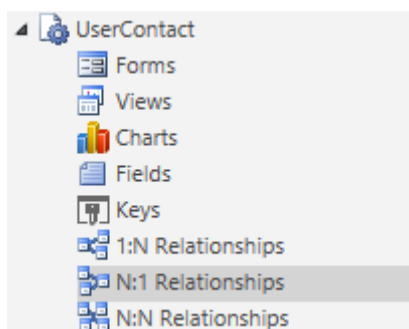 UserContact
Forms
Views
Charts
Fields
Keys
1:N Relationships
N:1 Relationships
N:N Relationships